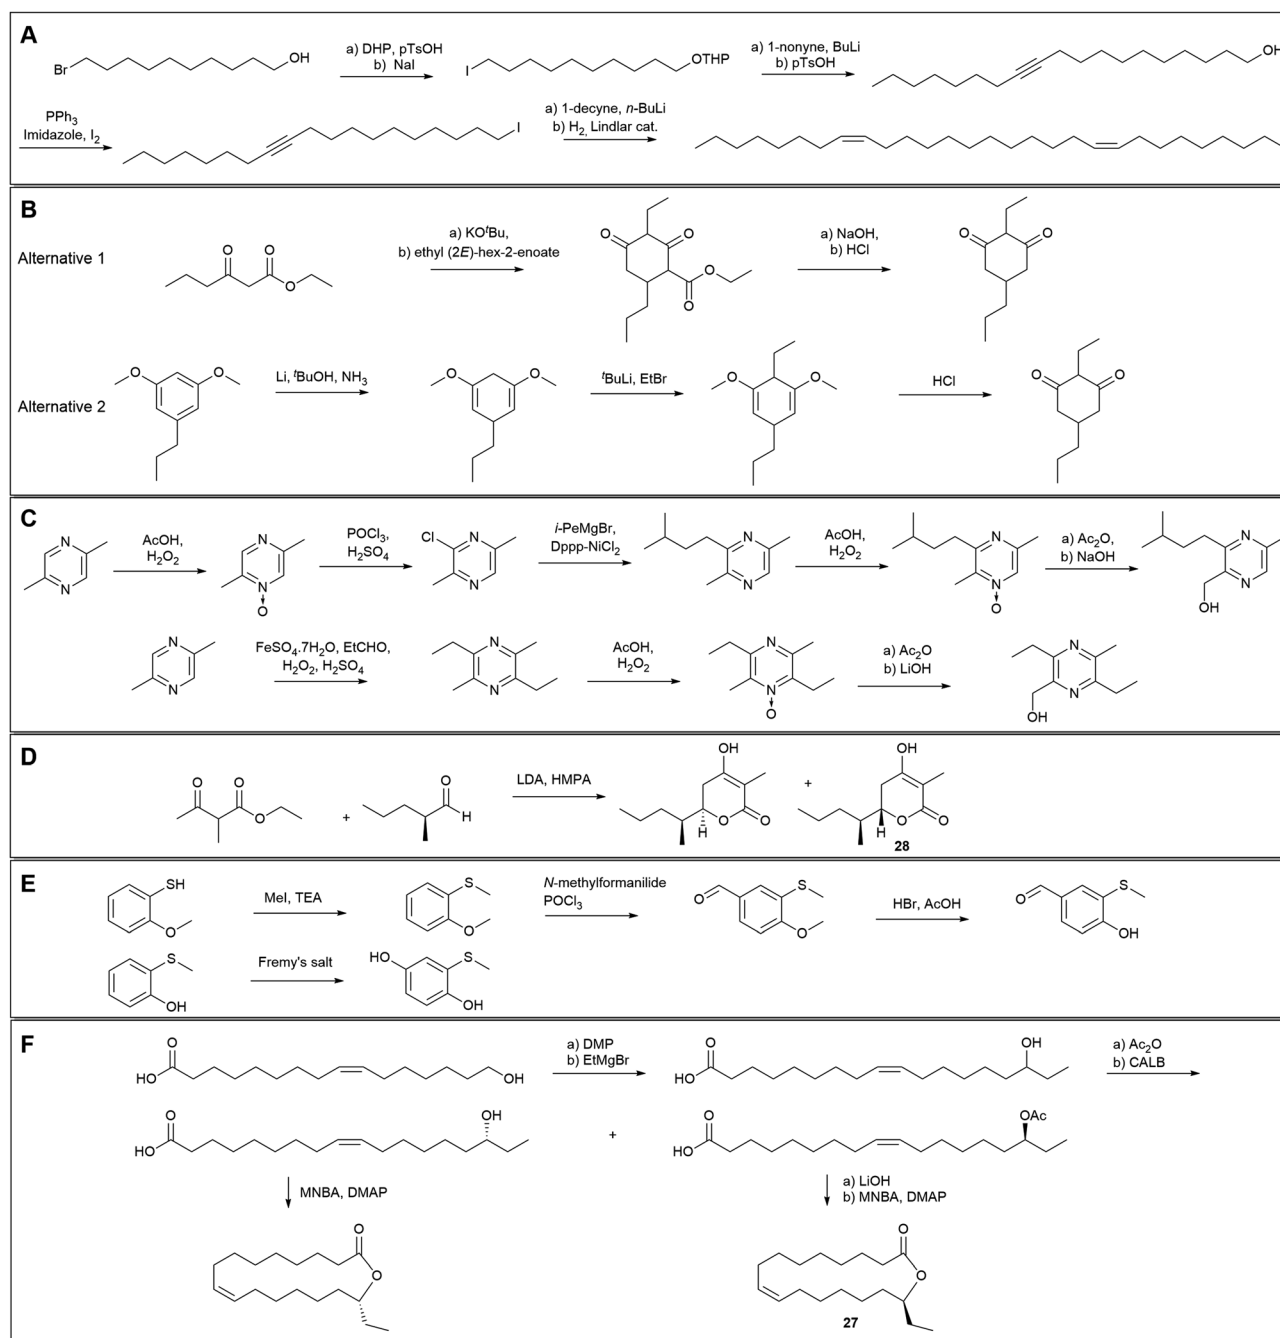 A
Br
OH
a) DHP, pTsOH
b) NaI
I
OTHP
a) 1-nonyne, BuLi
b) pTsOH
OH
PPh3
Imidazole, I2
I
a) 1-decyne, n-BuLi
b) H2, Lindlar cat.
B
Alternative 1
O O
O
a) KOtBu,
b) ethyl (2E)-hex-2-enoate
O O
O
O
a) NaOH,
b) HCl
O O
Alternative 2
O O
Li, tBuOH, NH3
O O
tBuLi, EtBr
O O
HCl
O O
C
N
N
AcOH,
H2O2
N
N
O
POCl3,
H2SO4
Cl
N
N
i-PeMgBr,
Dppp-NiCl2
N
N
AcOH,
H2O2
N
N
O
a) Ac2O,
b) NaOH
N
N
OH
N
N
FeSO4.7H2O, EtCHO,
H2O2, H2SO4
N
N
AcOH,
H2O2
N
N
O
a) Ac2O
b) LiOH
N
N
OH
D
O O
O
+
O
H
LDA, HMPA
OH
H
O
O
+
OH
H
O
O
28
E
SH
O
MeI, TEA
S
O
N-methylformanilide
POCl3
O
S
O
HBr, AcOH
O
S
OH
S
OH
Fremy's salt
HO
S
OH
F
O
HO
OH
a) DMP
b) EtMgBr
O
HO
OH
a) Ac2O
b) CALB
O
HO
OH
+
O
HO
OAc
MNBA, DMAP
a) LiOH
b) MNBA, DMAP
O
O
O
O
27